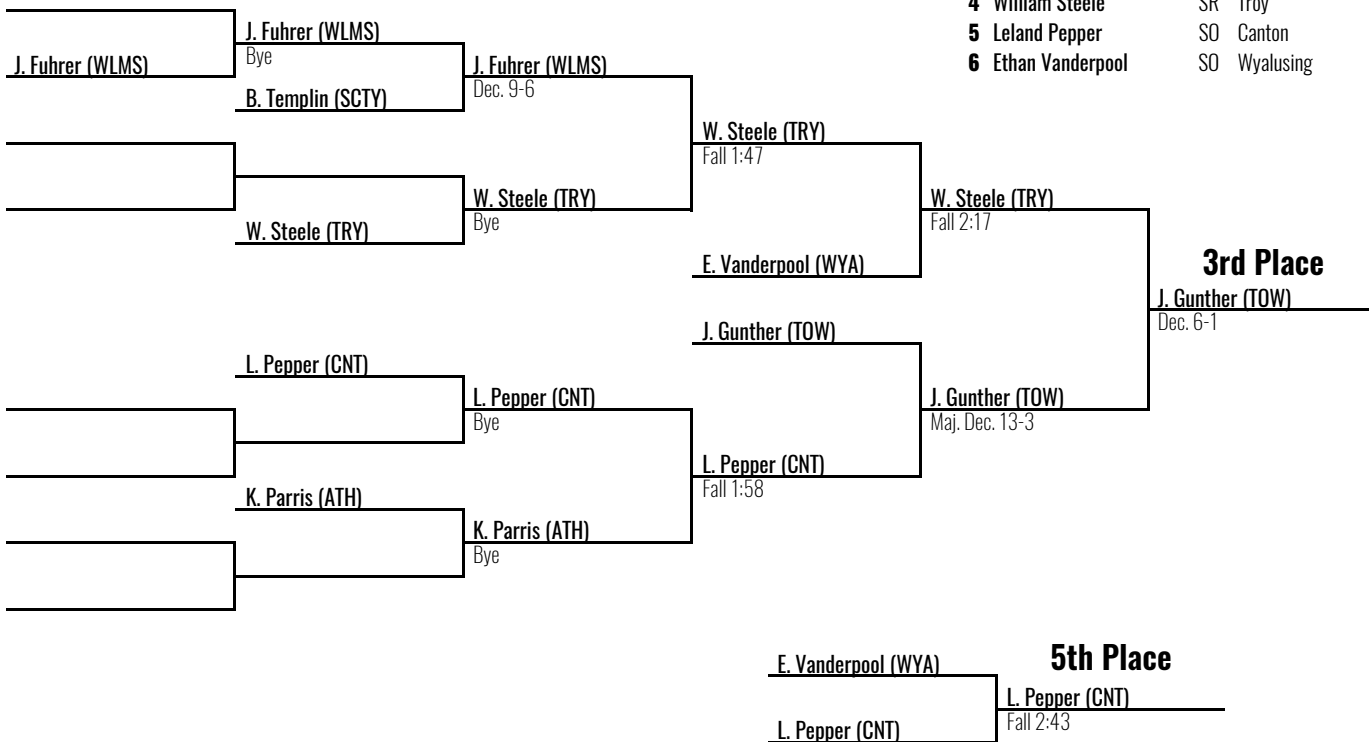 4 William Steele SR Troy
5 Leland Pepper SO Canton
6 Ethan Vanderpool SO Wyalusing
J. Fuhrer (WLMS)
J. Fuhrer (WLMS)
Bye
B. Templin (SCTY)
J. Fuhrer (WLMS)
Dec. 9-6
W. Steele (TRY)
W. Steele (TRY)
Bye
W. Steele (TRY)
Fall 1:47
E. Vanderpool (WYA)
W. Steele (TRY)
Fall 2:17
L. Pepper (CNT)
L. Pepper (CNT)
Bye
K. Parris (ATH)
K. Parris (ATH)
Bye
J. Gunther (TOW)
L. Pepper (CNT)
Fall 1:58
J. Gunther (TOW)
Maj. Dec. 13-3
3rd Place
J. Gunther (TOW)
Dec. 6-1
5th Place
E. Vanderpool (WYA)
L. Pepper (CNT)
L. Pepper (CNT)
Fall 2:43